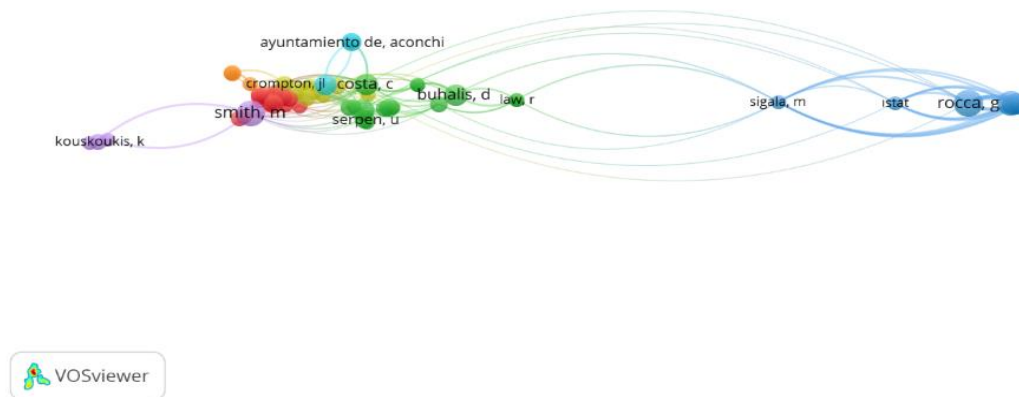 ayuntamiento de, aconchi
crompton, jl
costa, c
buhalis, d
law, r
smith, m
serpen, u
kouskoukis, k
sigala, m
istat
rocca, g
VOSviewer